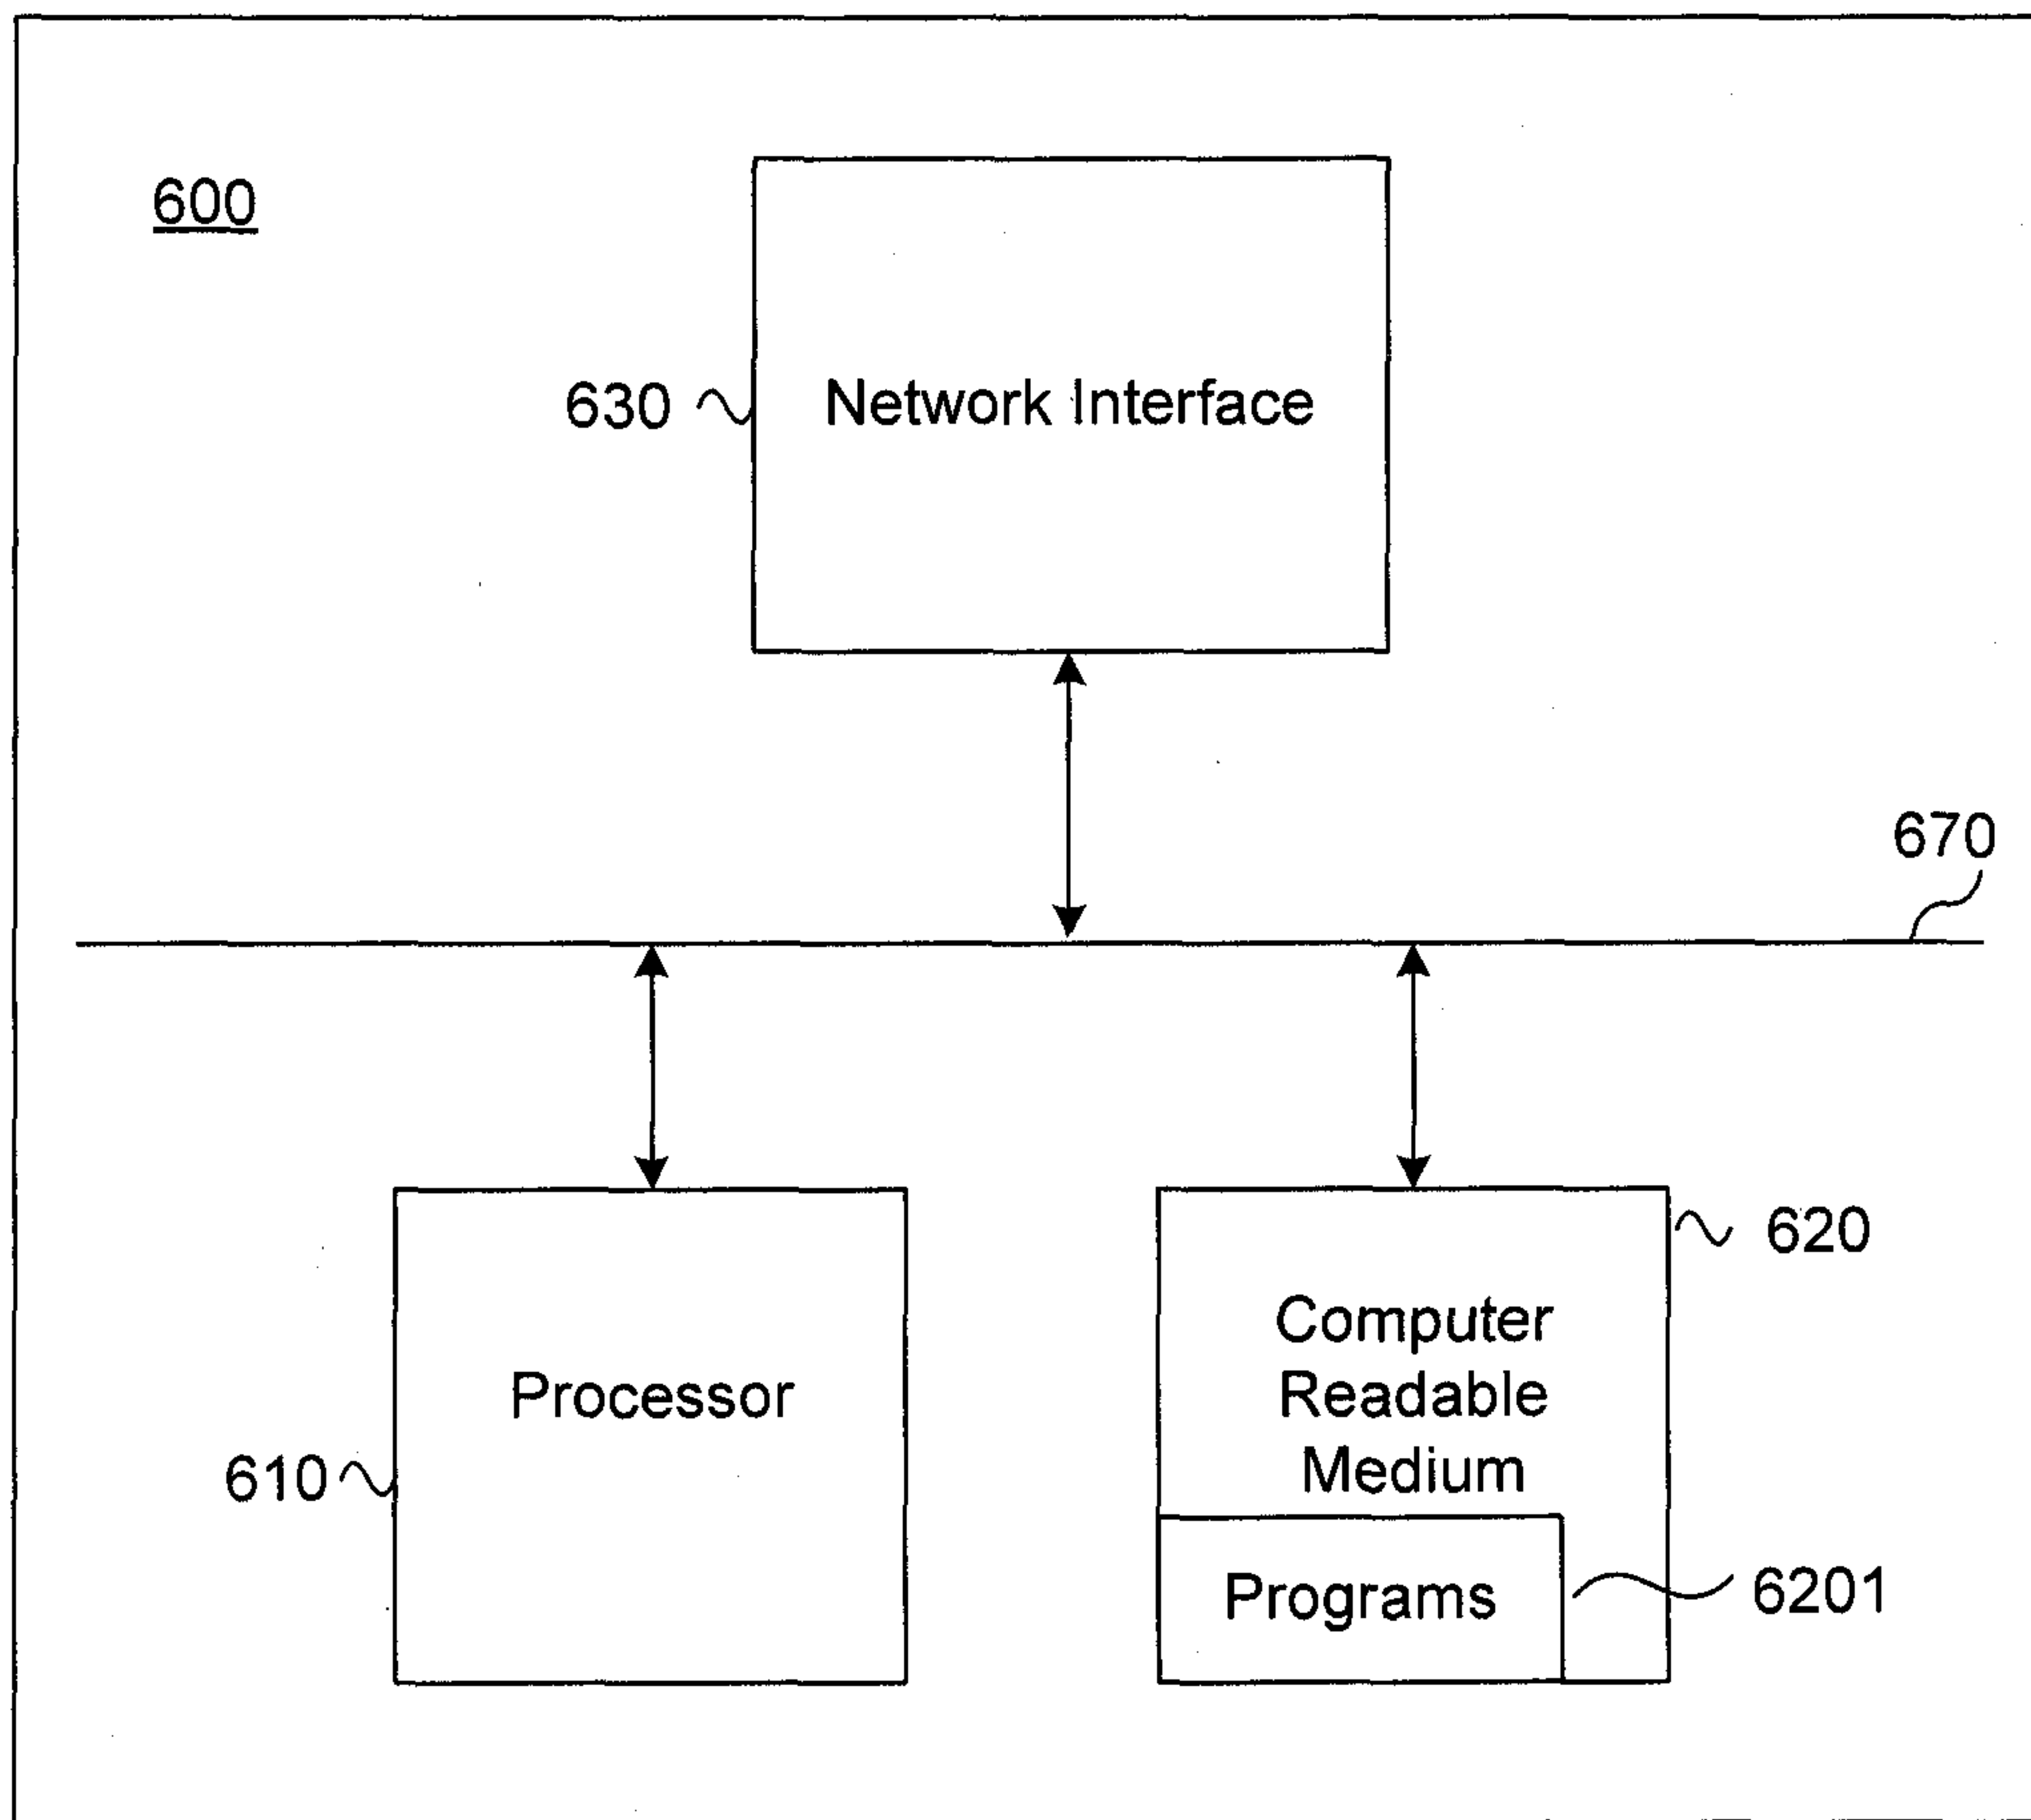 600
630
Network Interface
670
620
Computer
Readable
Medium
Processor
610
Programs
6201